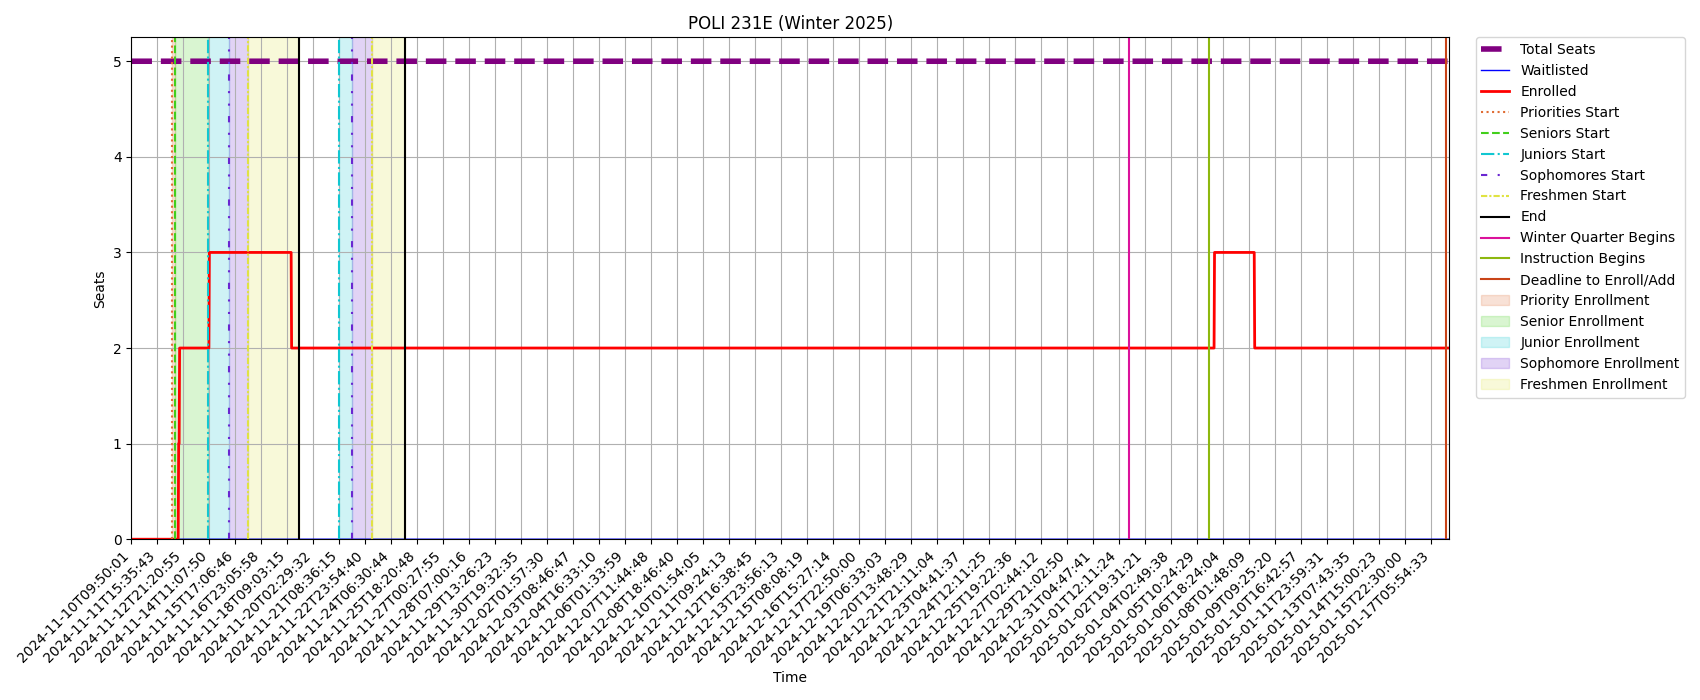 POLI 231E (Winter 2025)
5
4
3
2
1
0
Seats
2024-11-10T09:50:01
2024-11-11T15:35:43
2024-11-12T21:20:55
2024-11-14T11:07:50
2024-11-15T17:06:46
2024-11-16T23:05:58
2024-11-18T09:03:15
2024-11-20T02:29:32
2024-11-21T08:36:15
2024-11-22T23:54:40
2024-11-24T06:30:44
2024-11-25T18:20:48
2024-11-27T00:27:55
2024-11-28T07:00:16
2024-11-29T13:26:23
2024-11-30T19:32:35
2024-12-02T01:57:30
2024-12-03T08:46:47
2024-12-04T16:33:10
2024-12-06T01:33:59
2024-12-07T11:44:48
2024-12-08T18:46:40
2024-12-10T01:54:05
2024-12-11T09:24:13
2024-12-12T16:38:45
2024-12-13T23:56:13
2024-12-15T08:08:19
2024-12-16T15:27:14
2024-12-17T22:50:00
2024-12-19T06:33:03
2024-12-20T13:48:29
2024-12-21T21:11:04
2024-12-23T04:41:37
2024-12-24T12:11:25
2024-12-25T19:22:36
2024-12-27T02:44:12
2024-12-29T21:02:50
2024-12-31T04:47:41
2025-01-01T12:11:24
2025-01-02T19:31:21
2025-01-04T02:49:38
2025-01-05T10:24:29
2025-01-06T18:24:04
2025-01-08T01:48:09
2025-01-09T09:25:20
2025-01-10T16:42:57
2025-01-11T23:59:31
2025-01-13T07:43:35
2025-01-14T15:00:23
2025-01-15T22:30:00
2025-01-17T05:54:33
Time
Total Seats
Waitlisted
Enrolled
Priorities Start
Seniors Start
Juniors Start
Sophomores Start
Freshmen Start
End
Winter Quarter Begins
Instruction Begins
Deadline to Enroll/Add
Priority Enrollment
Senior Enrollment
Junior Enrollment
Sophomore Enrollment
Freshmen Enrollment